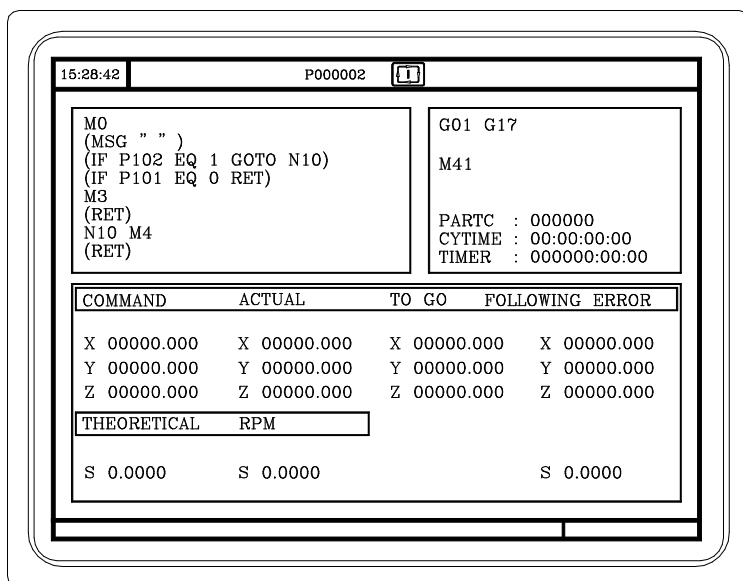 15:28:42 P000002
M0
(MSG " " )
(IF P102 EQ 1 GOTO N10)
(IF P101 EQ 0 RET)
M3
(RET)
N10 M4
(RET)
G01 G17
M41
PARTC : 000000
CYTIME : 00:00:00:00
TIMER : 000000:00:00
COMMAND ACTUAL TO GO FOLLOWING ERROR
X 00000.000 X 00000.000 X 00000.000 X 00000.000
Y 00000.000 Y 00000.000 Y 00000.000 Y 00000.000
Z 00000.000 Z 00000.000 Z 00000.000 Z 00000.000
THEORETICAL RPM
S 0.0000 S 0.0000 S 0.0000